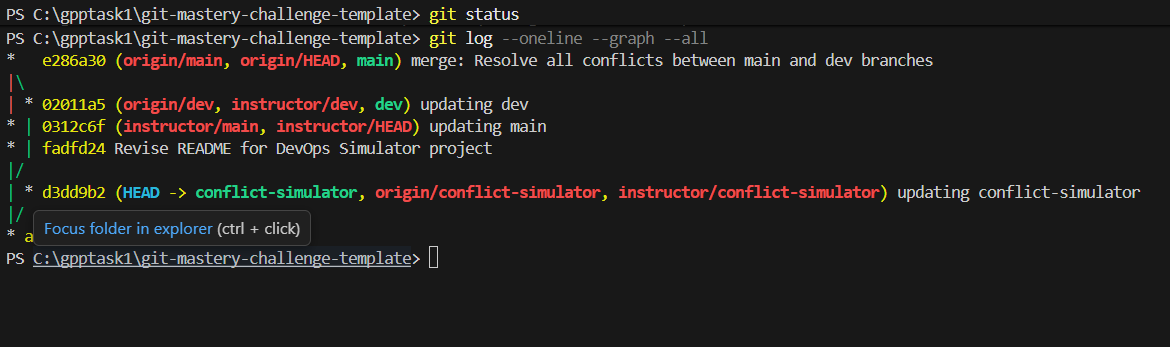 PS C:\gpptask1\git-mastery-challenge-template> git status
PS C:\gpptask1\git-mastery-challenge-template> git log --oneline --graph --all
*   e286a30 (origin/main, origin/HEAD, main) merge: Resolve all conflicts between main and dev branches
|\
| * 02011a5 (origin/dev, instructor/dev, dev) updating dev
* | 0312c6f (instructor/main, instructor/HEAD) updating main
* | fadfd24 Revise README for DevOps Simulator project
|/
| * d3dd9b2 (HEAD -> conflict-simulator, origin/conflict-simulator, instructor/conflict-simulator) updating conflict-simulator
|/
Focus folder in explorer (ctrl + click)
* a
PS C:\gpptask1\git-mastery-challenge-template>